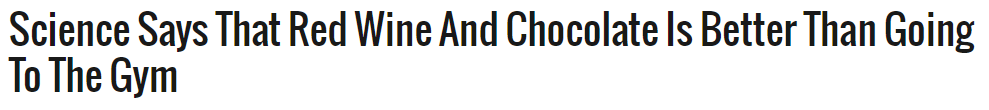 Science Says That Red Wine And Chocolate Is Better Than Going
To The Gym